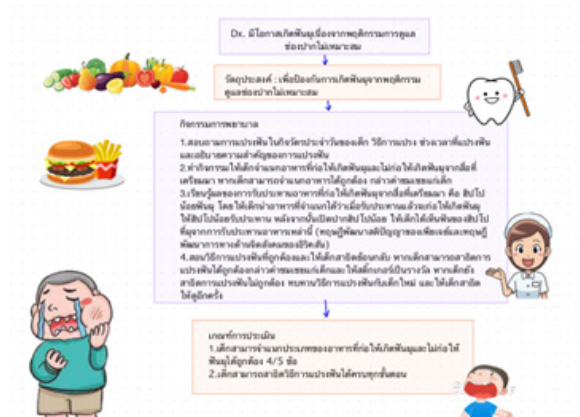 Dx. มีโอกาสเกิดฟันผุเนื่องจากพฤติกรรมการดูแล
ช่องปากไม่เหมาะสม
วัตถุประสงค์ : เพื่อป้องกันการเกิดฟันผุจากพฤติกรรม
ดูแลช่องปากไม่เหมาะสม
กิจกรรมการพยาบาล
1.สอบถามการแปรงฟันในกิจวัตรประจำวันของเด็ก วิธีการแปรง ช่วงเวลาที่แปรงฟัน
และอธิบายความสำคัญของการแปรงฟัน
2.ทำกิจกรรมให้เด็กจำแนกอาหารที่ก่อให้เกิดฟันผุและไม่ก่อให้เกิดฟันผุจากสื่อที่
เตรียมมา หากเด็กสามารถจำแนกอาหารได้ถูกต้อง กล่าวคำชมเชยแก่เด็ก
3.เรียนรู้ผลของการรับประทานอาหารที่ก่อให้เกิดฟันผุจากสื่อที่เตรียมมา คือ ฮิปโป
น้อยฟันผุ โดยให้เด็กนำอาหารที่จำแนกได้ว่าเมื่อรับประทานแล้วจะก่อให้เกิดฟันผุ
ให้ฮิปโปน้อยรับประทาน หลังจากนั้นเปิดปากฮิปโปน้อย ให้เด็กได้เห็นฟันของฮิปโป
ที่ผุจากการรับประทานอาหารเหล่านี้ (ทฤษฎีพัฒนาสติปัญญาของเพียเจต์และทฤษฎี
พัฒนาการทางด้านจิตสังคมของอิริคสัน)
4.สอนวิธีการแปรงฟันที่ถูกต้องและให้เด็กสาธิตย้อนกลับ หากเด็กสามารถสาธิตการ
แปรงฟันได้ถูกต้องกล่าวคำชมเชยแก่เด็กและให้สติ๊กเกอร์เป็นรางวัล หากเด็กยัง
สาธิตการแปรงฟันไม่ถูกต้อง ทบทวนวิธีการแปรงฟันกับเด็กใหม่ และให้เด็กสาธิต
ให้ดูอีกครั้ง
เกณฑ์การประเมิน
1.เด็กสามารจำแนกประเภทของอาหารที่ก่อให้เกิดฟันผุและไม่ก่อให้
ฟันผุได้ถูกต้อง 4/5 ข้อ
2.เด็กสามารถสาธิตวิธีการแปรงฟันได้ครบทุกขั้นตอน